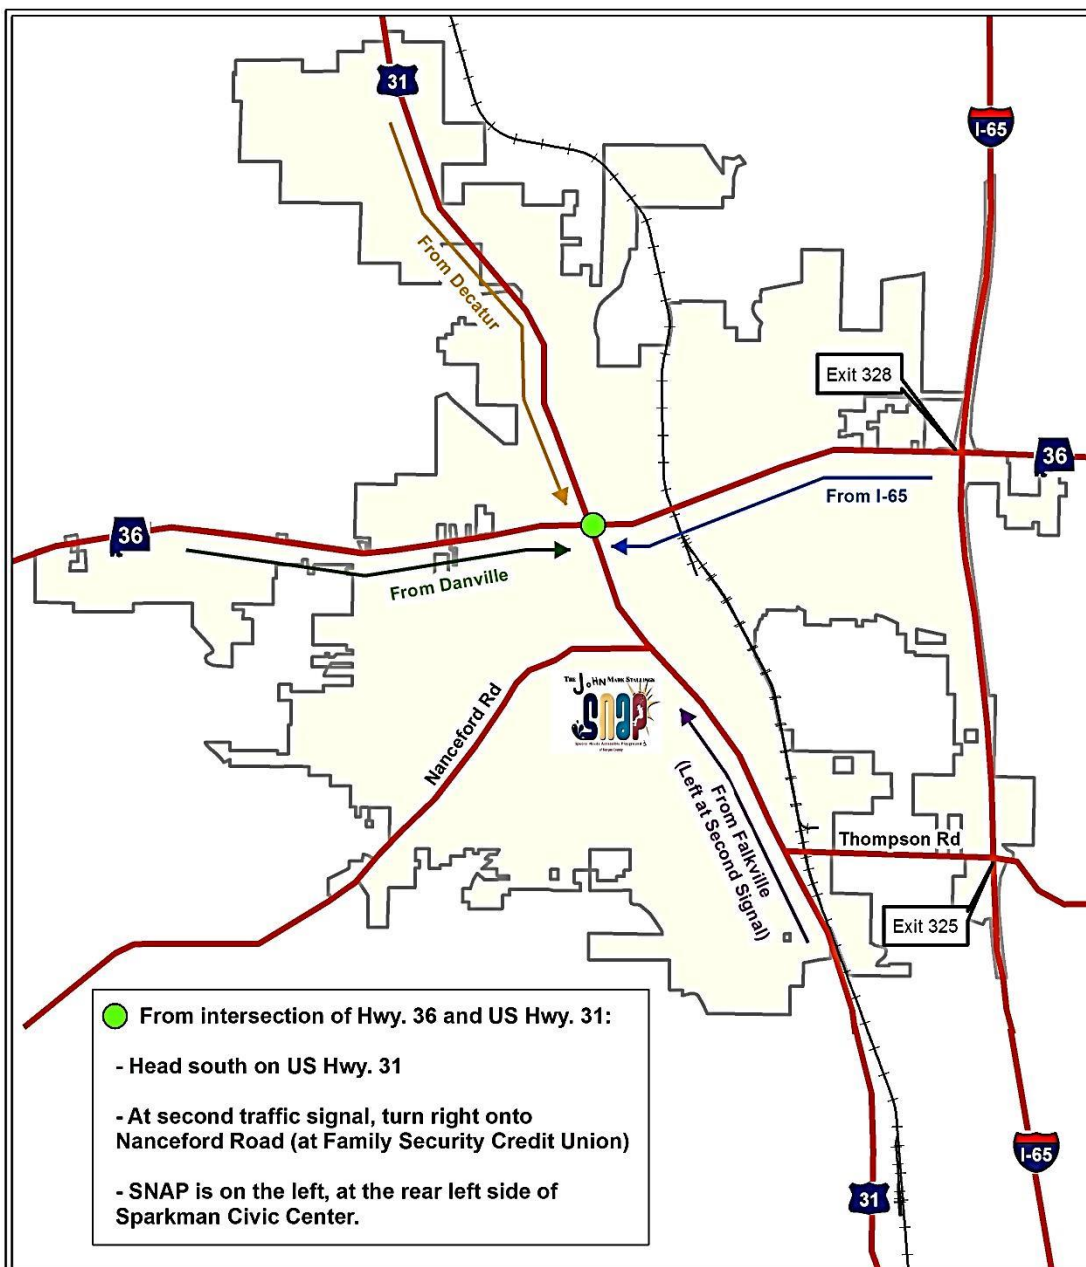 31
I-65
From Decatur
Exit 328
36
From I-65
36
From Danville
THE JOHN MARK STALLINGS
SNAP
Nanceford Rd
From Falkville
(Left at Second Signal)
Thompson Rd
Exit 325
From intersection of Hwy. 36 and US Hwy. 31:
- Head south on US Hwy. 31
- At second traffic signal, turn right onto
Nanceford Road (at Family Security Credit Union)
- SNAP is on the left, at the rear left side of
Sparkman Civic Center.
I-65
31